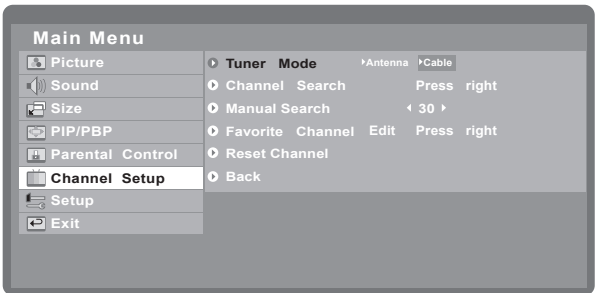 Main Menu
Picture
Sound
Size
PIP/PBP
Parental Control
Channel Setup
Setup
Exit
Tuner Mode Antenna Cable
Channel Search Press right
Manual Search 30
Favorite Channel Edit Press right
Reset Channel
Back